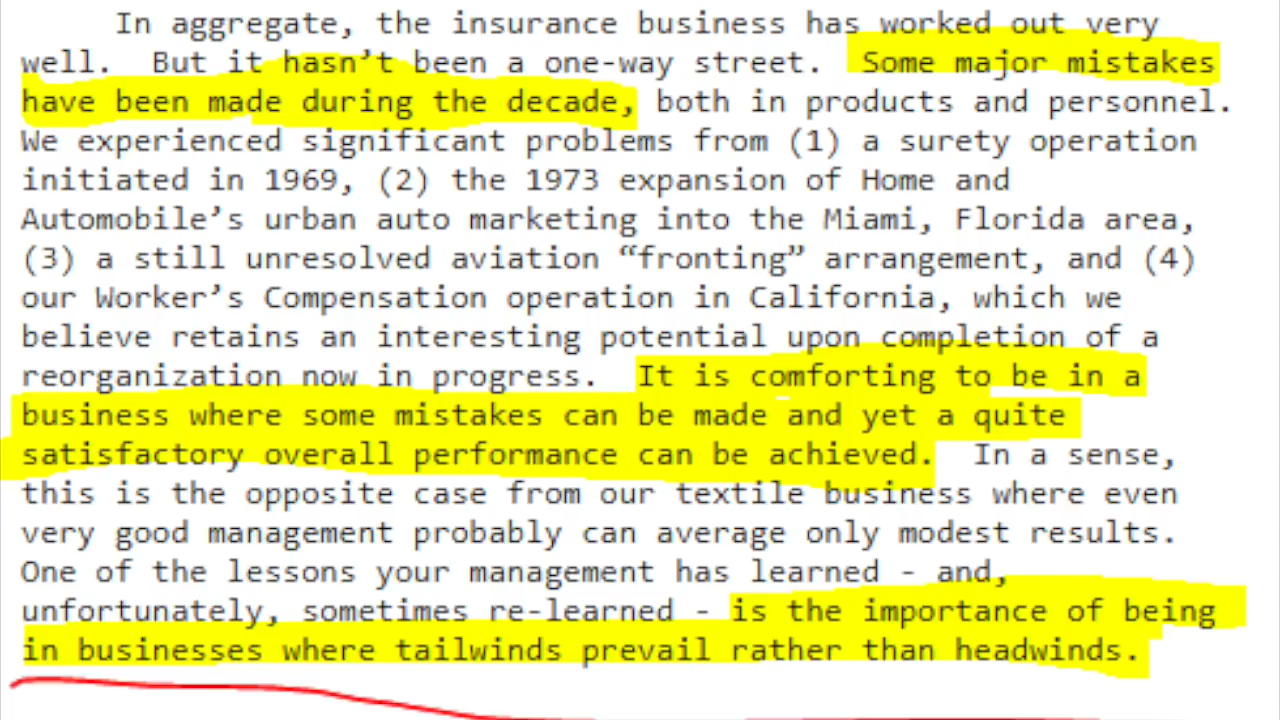 In aggregate, the insurance business has worked out very
well.  But it hasn’t been a one-way street.  Some major mistakes
have been made during the decade, both in products and personnel.
We experienced significant problems from (1) a surety operation
initiated in 1969, (2) the 1973 expansion of Home and
Automobile’s urban auto marketing into the Miami, Florida area,
(3) a still unresolved aviation “fronting” arrangement, and (4)
our Worker’s Compensation operation in California, which we
believe retains an interesting potential upon completion of a
reorganization now in progress.  It is comforting to be in a
business where some mistakes can be made and yet a quite
satisfactory overall performance can be achieved.  In a sense,
this is the opposite case from our textile business where even
very good management probably can average only modest results.
One of the lessons your management has learned - and,
unfortunately, sometimes re-learned - is the importance of being
in businesses where tailwinds prevail rather than headwinds.